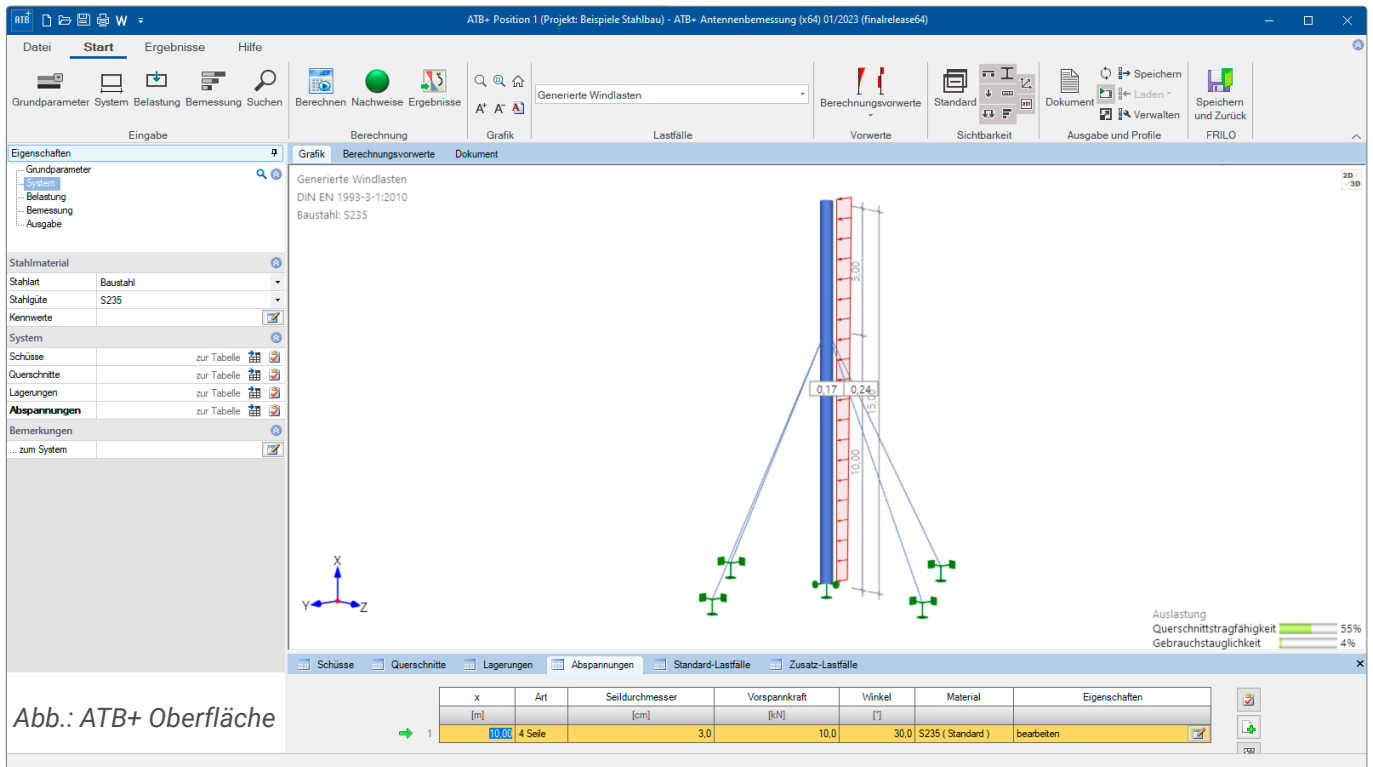 ATB+ Position 1 (Projekt: Beispiele Stahlbau) - ATB+ Antennenbemessung (x64) 01/2023 (finalrelease64)
Datei Start Ergebnisse Hilfe
Grundparameter System Belastung Bemessung Suchen
Eingabe
Berechnen Nachweise Ergebnisse
Berechnung
Grafik
Generierte Windlasten
Lastfälle
Berechnungsvorwerte
Vorwerte
Standard
Sichtbarkeit
Dokument
Speichern
Laden
Verwalten
Ausgabe und Profile
Speichern
und Zurück
FRILO
Eigenschaften
Grundparameter
System
Belastung
Bemessung
Ausgabe
Stahlmaterial
Stahlart Baustahl
Stahlgüte S235
Kennwerte
System
Schüsse zur Tabelle
Querschnitte zur Tabelle
Lagerungen zur Tabelle
Abspannungen zur Tabelle
Bemerkungen
... zum System
Abb.: ATB+ Oberfläche
Grafik Berechnungsvorwerte Dokument
Generierte Windlasten
DIN EN 1993-3-1:2010
Baustahl: S235
2D/3D
5,00
0,17 0,24
15,00
10,00
X
Y
Z
Auslastung
Querschnittstragfähigkeit 55%
Gebrauchstauglichkeit 4%
Schüsse Querschnitte Lagerungen Abspannungen Standard-Lastfälle Zusatz-Lastfälle
x Art Seildurchmesser Vorspannkraft Winkel Material Eigenschaften
[m] [cm] [kN] [°]
1 10,00 4 Seile 3,0 10,0 30,0 S235 ( Standard ) bearbeiten